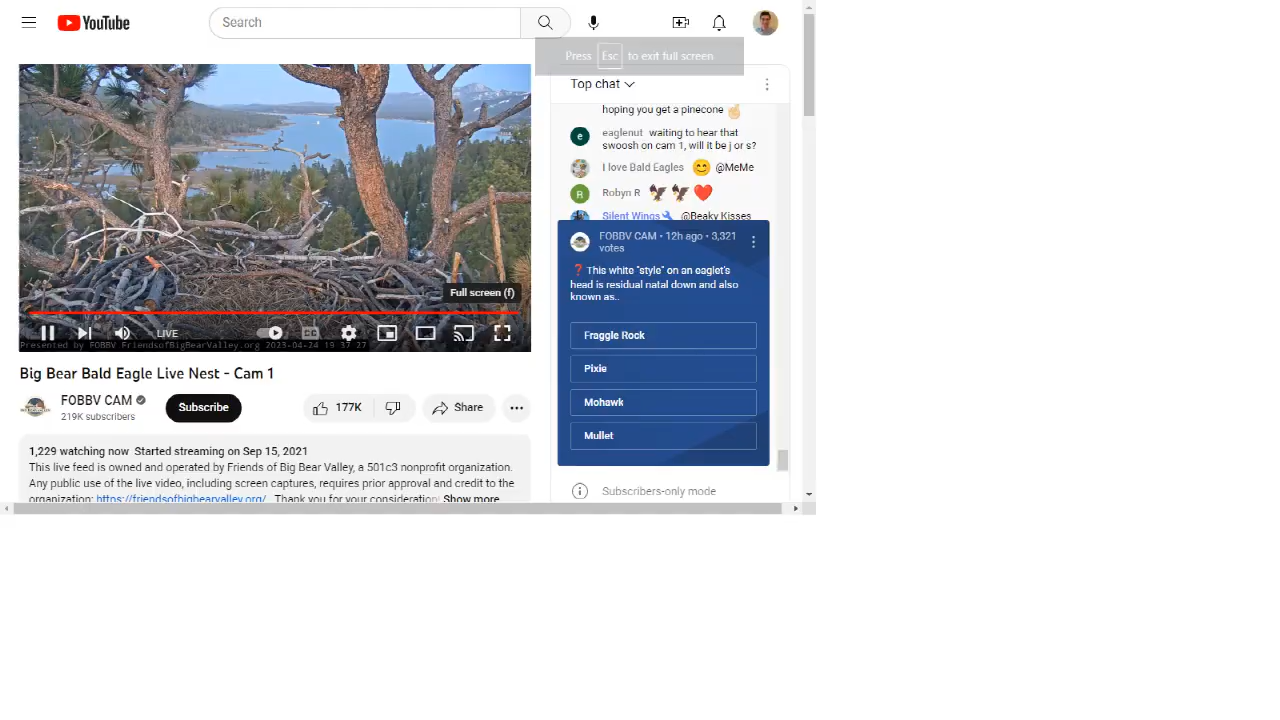 YouTube
Search
Press Esc to exit full screen
Top chat
hoping you get a pinecone
eaglenut waiting to hear that
swoosh on cam 1, will it be j or s?
I love Bald Eagles @MeMe
Robyn R
Silent Wings @Beaky Kisses
FOBBV CAM • 12h ago • 3,321
votes
❓This white "style" on an eaglet's
head is residual natal down and also
known as..
Fraggle Rock
Pixie
Mohawk
Mullet
Subscribers-only mode
Full screen (f)
LIVE
Presented by FOBBV FriendsofBigBearValley.org 2023-04-24 19 37 27
Big Bear Bald Eagle Live Nest - Cam 1
FOBBV CAM
219K subscribers
Subscribe
177K
Share
1,229 watching now Started streaming on Sep 15, 2021
This live feed is owned and operated by Friends of Big Bear Valley, a 501c3 nonprofit organization.
Any public use of the live video, including screen captures, requires prior approval and credit to the
organization: https://friendsofbigbearvalley.org/ . Thank you for your consideration! Show more